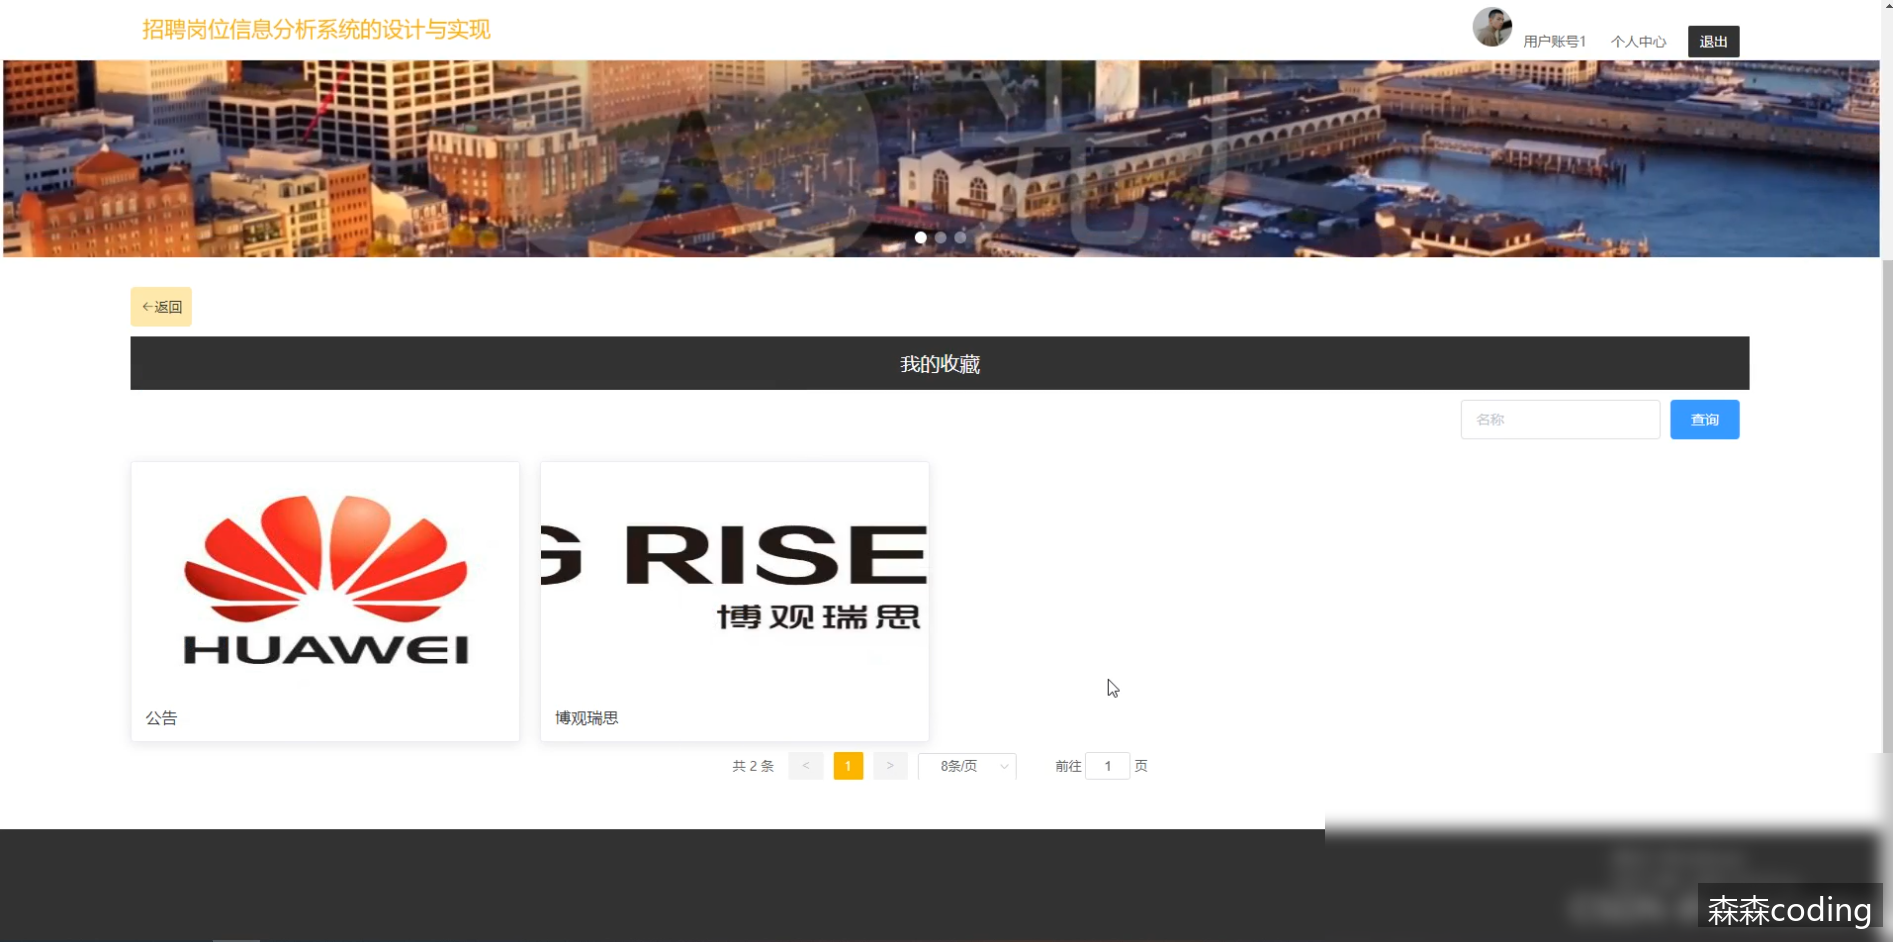 招聘岗位信息分析系统的设计与实现
用户账号1 个人中心 退出
←返回
我的收藏
名称 查询
HUAWEI
G RISE
博观瑞思
公告
博观瑞思
共 2 条 < 1 > 8条/页 前往 1 页
森森coding